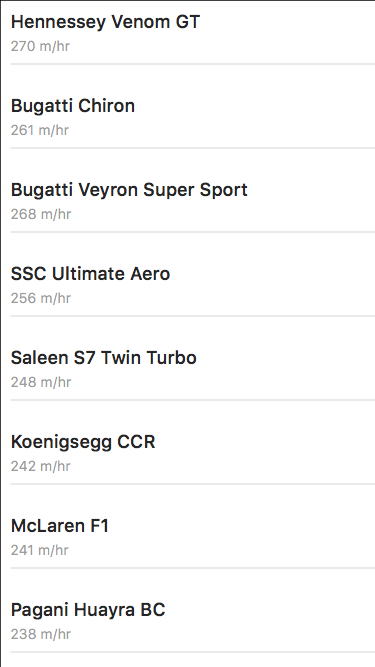 Hennessey Venom GT
270 m/hr
Bugatti Chiron
261 m/hr
Bugatti Veyron Super Sport
268 m/hr
SSC Ultimate Aero
256 m/hr
Saleen S7 Twin Turbo
248 m/hr
Koenigsegg CCR
242 m/hr
McLaren F1
241 m/hr
Pagani Huayra BC
238 m/hr